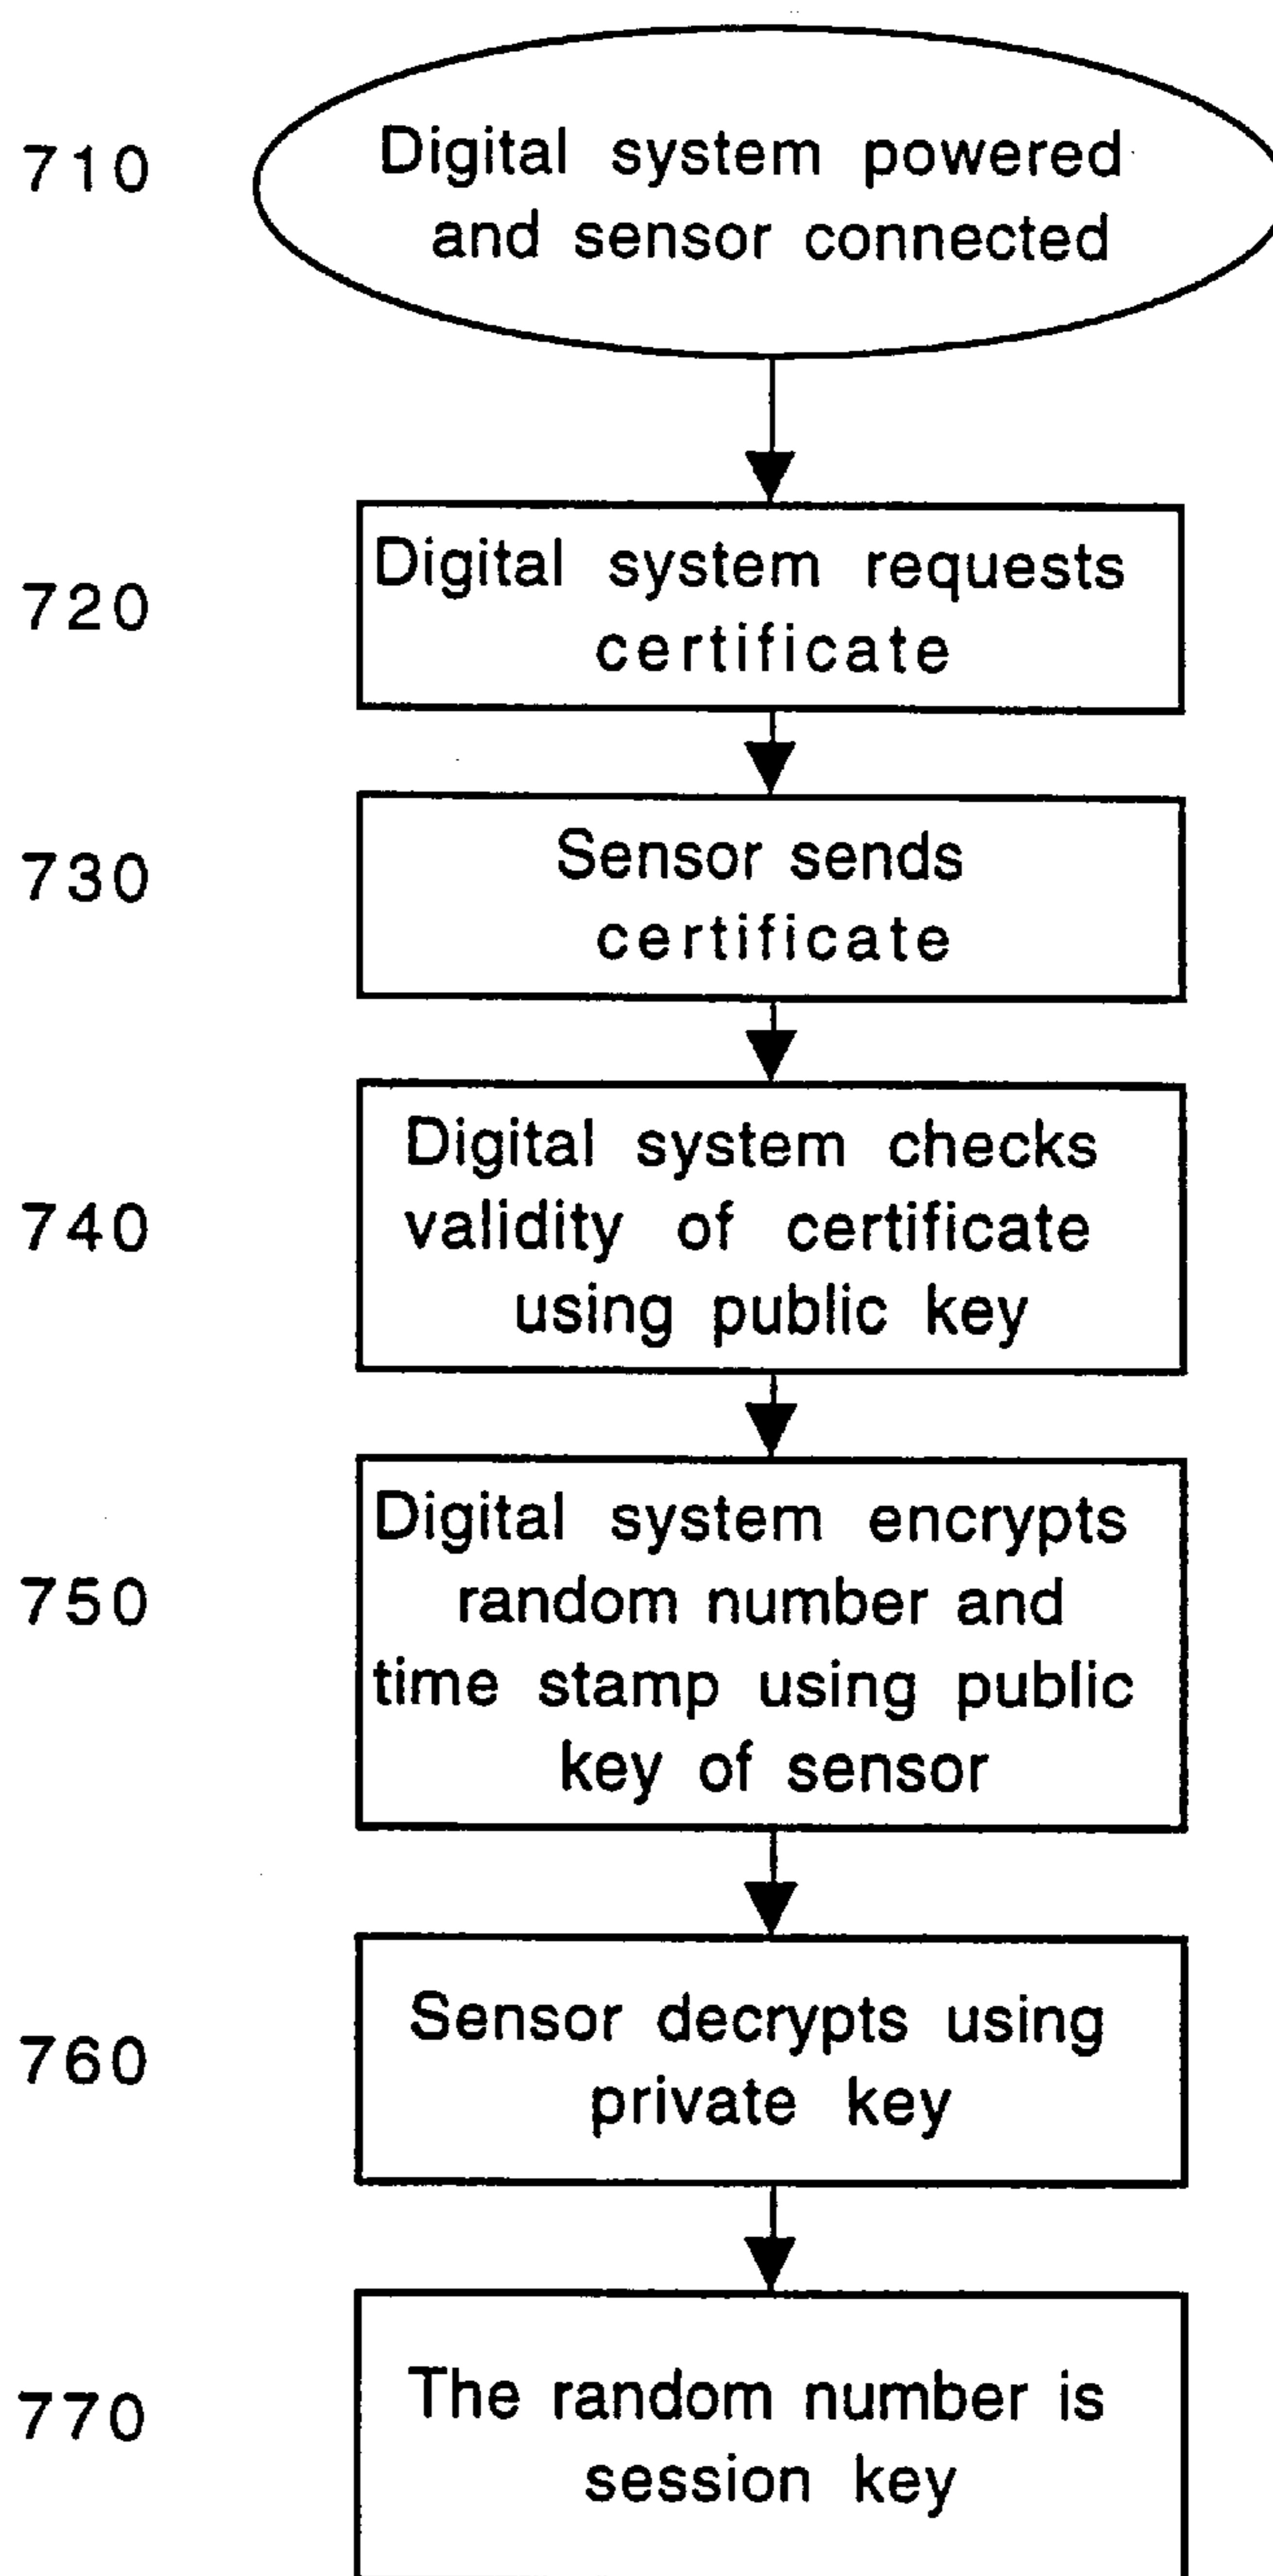 710
Digital system powered
and sensor connected
720
Digital system requests
certificate
730
Sensor sends
certificate
740
Digital system checks
validity of certificate
using public key
750
Digital system encrypts
random number and
time stamp using public
key of sensor
760
Sensor decrypts using
private key
770
The random number is
session key